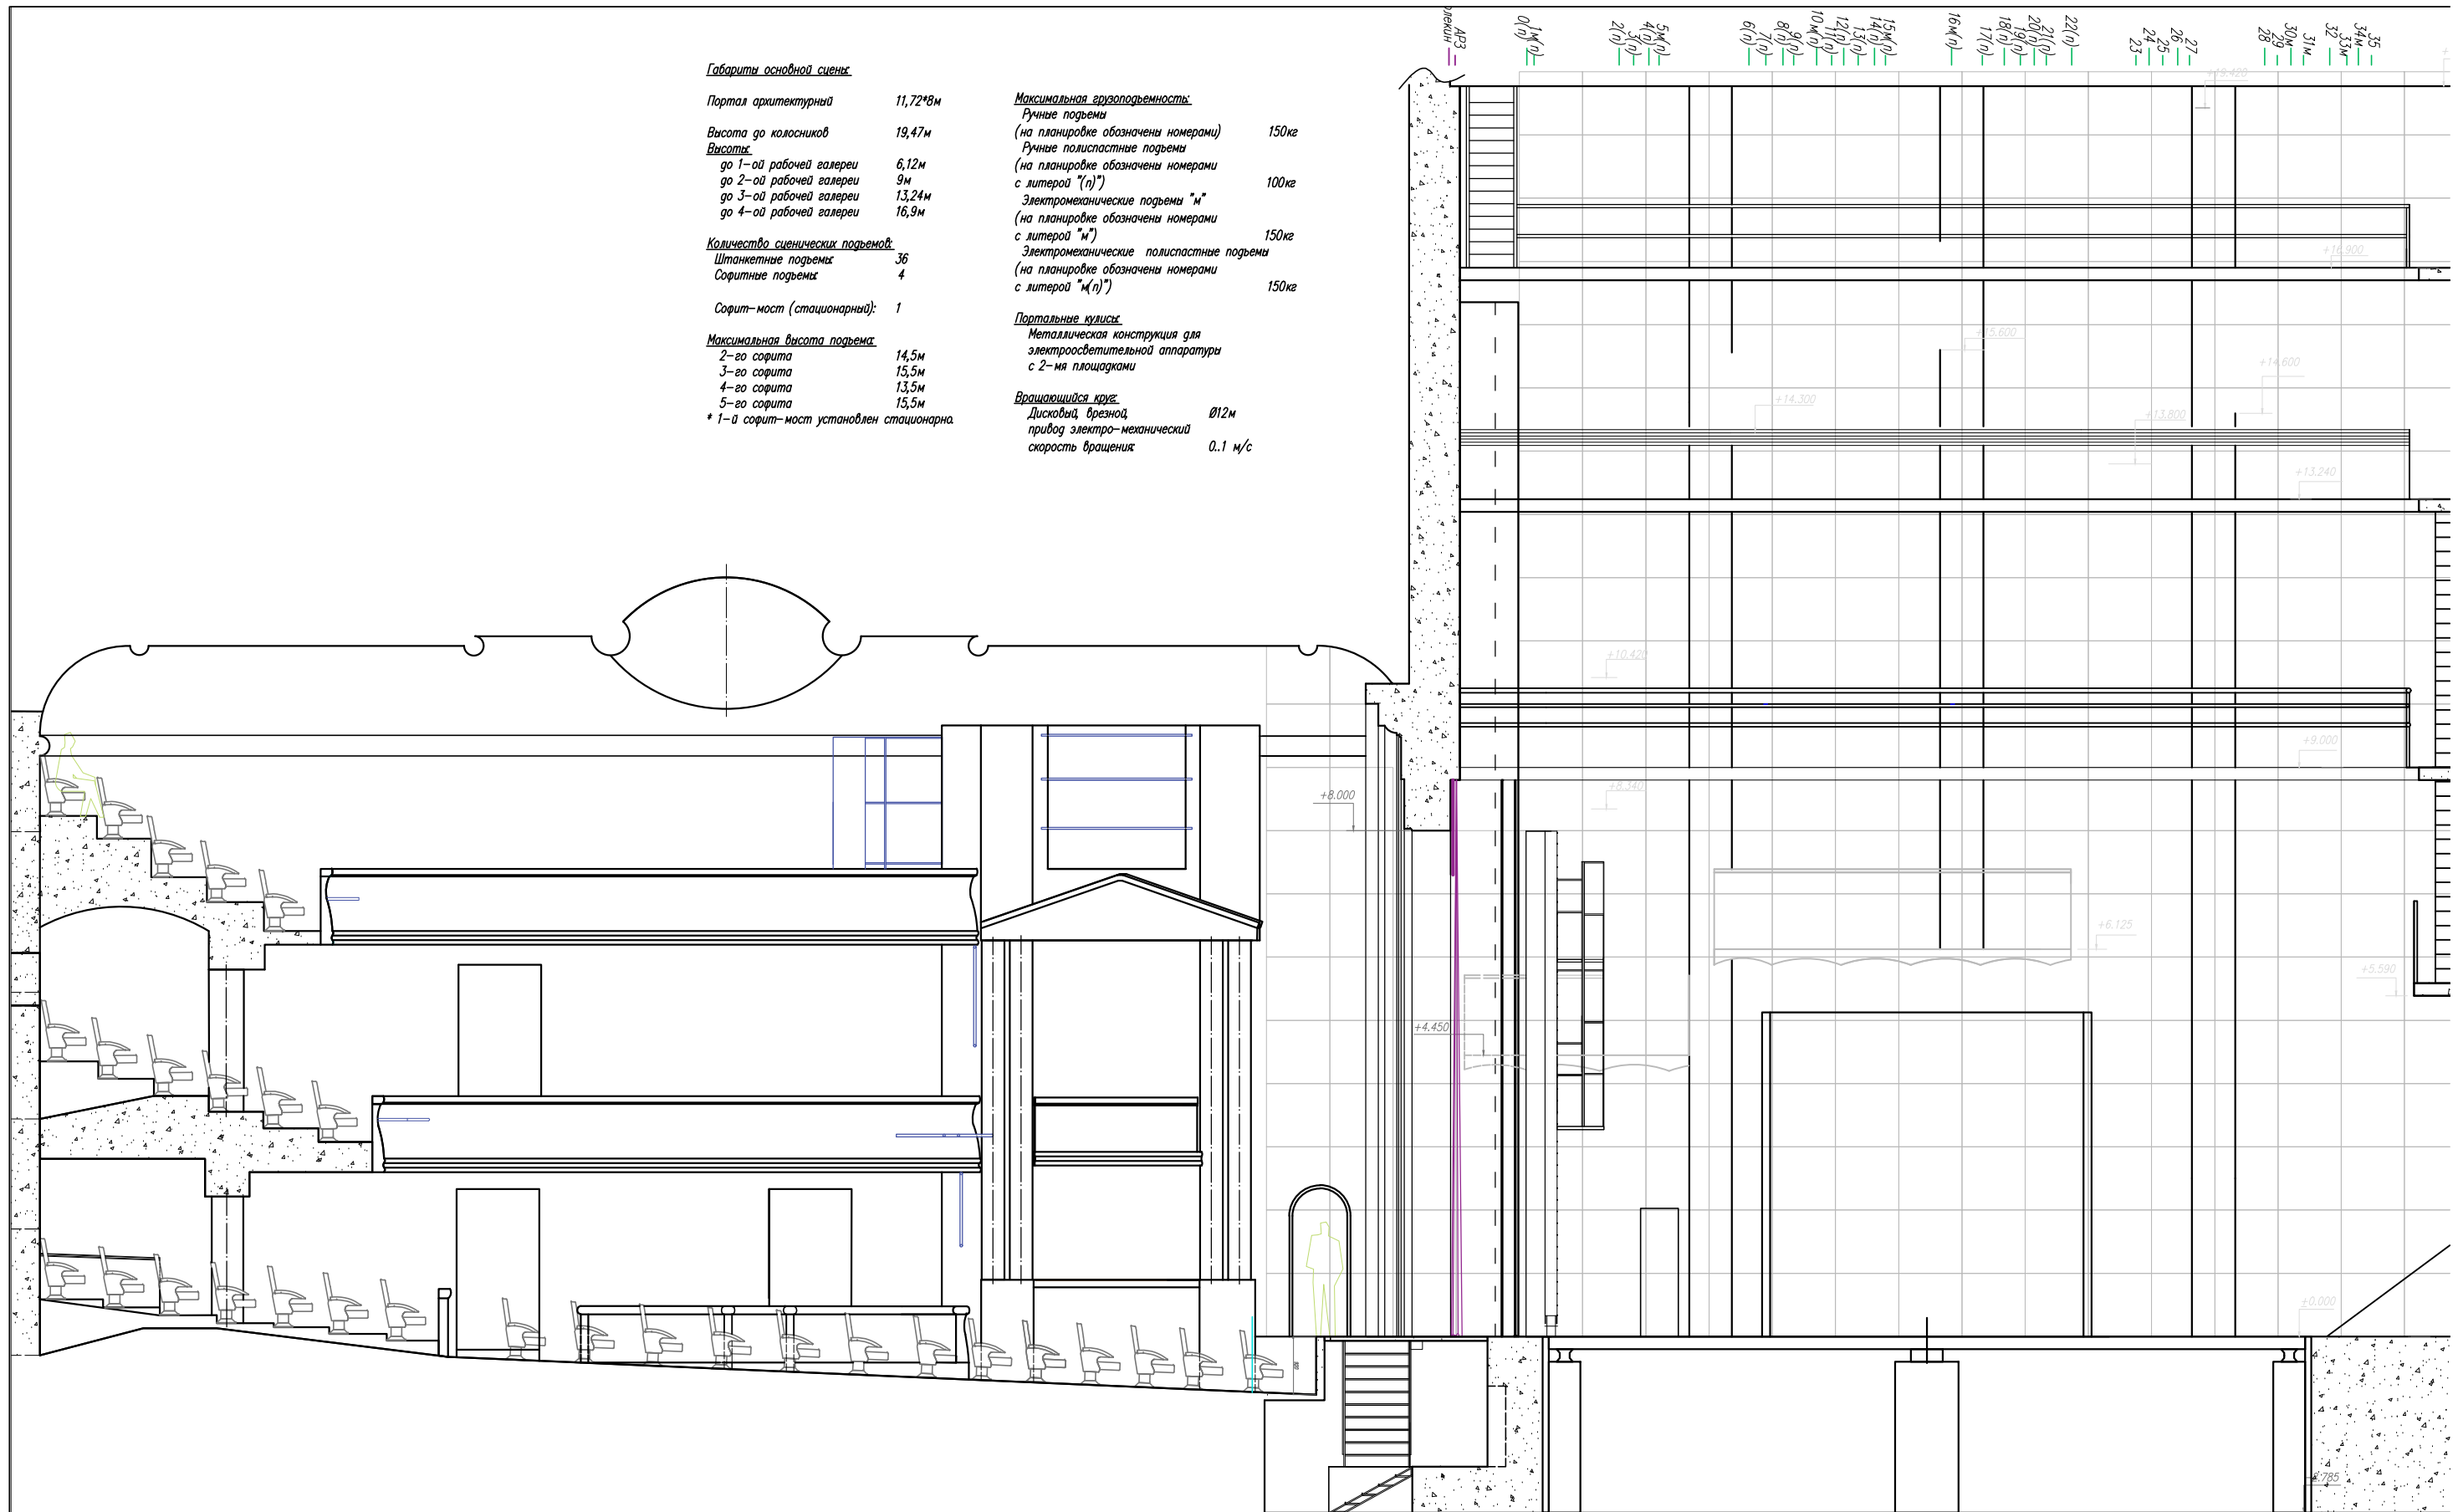 Габариты основной сцены:
Портал архитектурный 11,72*8м
Высота до колосников 19,47м
Высоты:
до 1-ой рабочей галереи 6,12м
до 2-ой рабочей галереи 9м
до 3-ой рабочей галереи 13,24м
до 4-ой рабочей галереи 16,9м
Количество сценических подъемов:
Штанкетные подъемы: 36
Софитные подъемы: 4
Софит-мост (стационарный): 1
Максимальная высота подъема:
2-го софита 14,5м
3-го софита 15,5м
4-го софита 13,5м
5-го софита 15,5м
* 1-й софит-мост установлен стационарно.
Максимальная грузоподъемность:
Ручные подъемы
(на планировке обозначены номерами) 150кг
Ручные полиспастные подъемы
(на планировке обозначены номерами
с литерой "(п)") 100кг
Электромеханические подъемы "м"
(на планировке обозначены номерами
с литерой "м") 150кг
Электромеханические полиспастные подъемы
(на планировке обозначены номерами
с литерой "м(п)") 150кг
Портальные кулисы:
Металлическая конструкция для
электроосветительной аппаратуры
с 2-мя площадками
Вращающийся круг:
Дисковый, врезной, Ø12м
привод электро-механический
скорость вращения: 0..1 м/с
АРЗ
0(п)
1м(п)
2(п)
3(п)
4(п)
5м(п)
6(п)
7(п)
8(п)
9(п)
10м(п)
11(п)
12(п)
13(п)
14(п)
15м(п)
16м(п)
17(п)
18(п)
19(п)
20(п)
21(п)
22(п)
23
24
25
26
27
28
29
30м
31м
32
33м
34м
35
+19.420
+16.900
+15.600
+14.600
+14.300
+13.800
+13.240
+10.420
+9.000
+8.340
+8.000
+6.125
+5.590
+4.450
+0.000